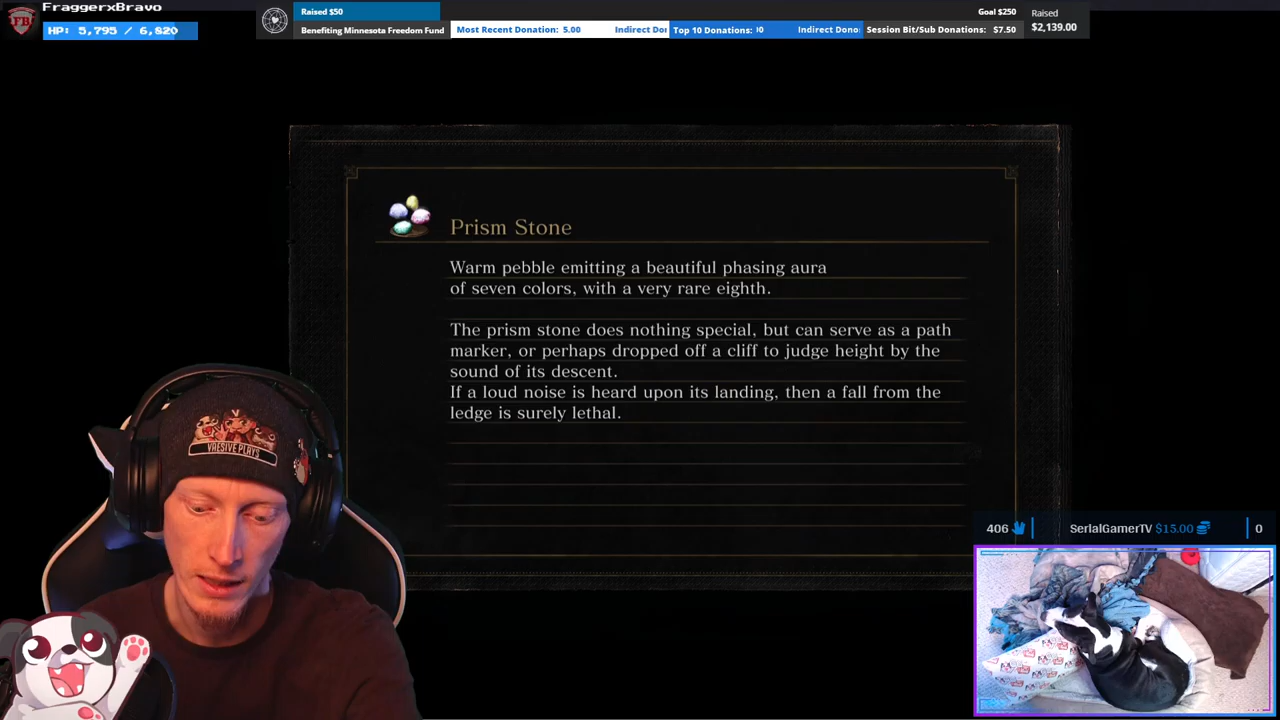 FraggerxBravo
HP: 5,795 / 6,820
Raised $50
Goal $250
Benefiting Minnesota Freedom Fund
Most Recent Donation: 5.00
Indirect Do
Top 10 Donations:
Indirect Dono
Session Bit/Sub Donations: $7.50
Raised
$2,139.00
Prism Stone
Warm pebble emitting a beautiful phasing aura
of seven colors, with a very rare eighth.
The prism stone does nothing special, but can serve as a path
marker, or perhaps dropped off a cliff to judge height by the
sound of its descent.
If a loud noise is heard upon its landing, then a fall from the
ledge is surely lethal.
VAESIVE PLAYS
406
SerialGamerTV $15.00
0